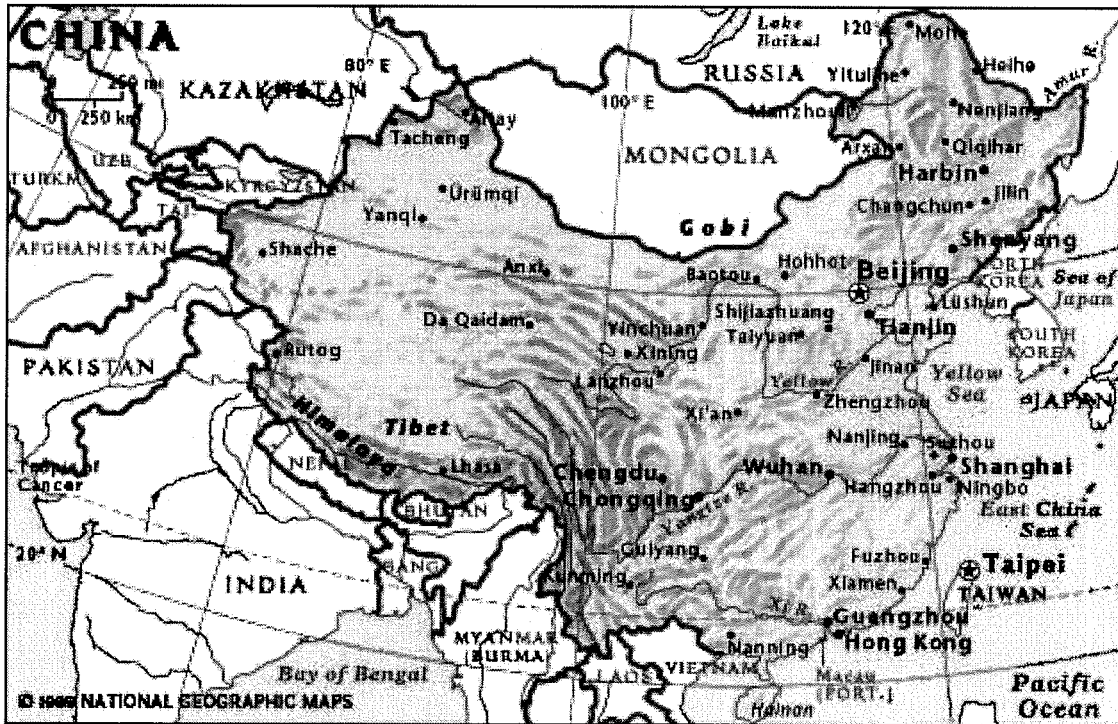 CHINA
0 250 mi
0 250 km
80° E
100° E
120° E
Lake
Baikal
RUSSIA
KAZAKHSTAN
MONGOLIA
UZB.
TURKM.
KYRGYZSTAN
TAJ.
AFGHANISTAN
PAKISTAN
Mohe
Yitulihe
Heihe
Amur R.
Manzhouli
Nenjiang
Arxan
Qiqihar
Harbin
Jilin
Changchun
Altay
Tacheng
Ürümqi
Yanqi
Shache
Gobi
Shenyang
NORTH
KOREA
Sea of
Japan
Anxi
Baotou
Hohhot
Beijing
Lüshun
Shijiazhuang
Tianjin
SOUTH
KOREA
Da Qaidam
Yinchuan
Taiyuan
Rutog
Xining
Lanzhou
Jinan
Yellow R.
Yellow
Sea
Zhengzhou
JAPAN
Himalaya
Tibet
Xi'an
Nanjing
Suzhou
NEPAL
Lhasa
Chengdu
Wuhan
Shanghai
Tropic of
Cancer
Chongqing
Yangtze R.
Hangzhou
Ningbo
BHUTAN
East China
Sea
20° N
BANG.
Guiyang
Fuzhou
Taipei
INDIA
Kunming
Xiamen
TAIWAN
Xi R.
Guangzhou
Hong Kong
MYANMAR
(BURMA)
Nanning
VIETNAM
LAOS
Macau
(PORT.)
Bay of Bengal
Hainan
Pacific
Ocean
© 1999 NATIONAL GEOGRAPHIC MAPS